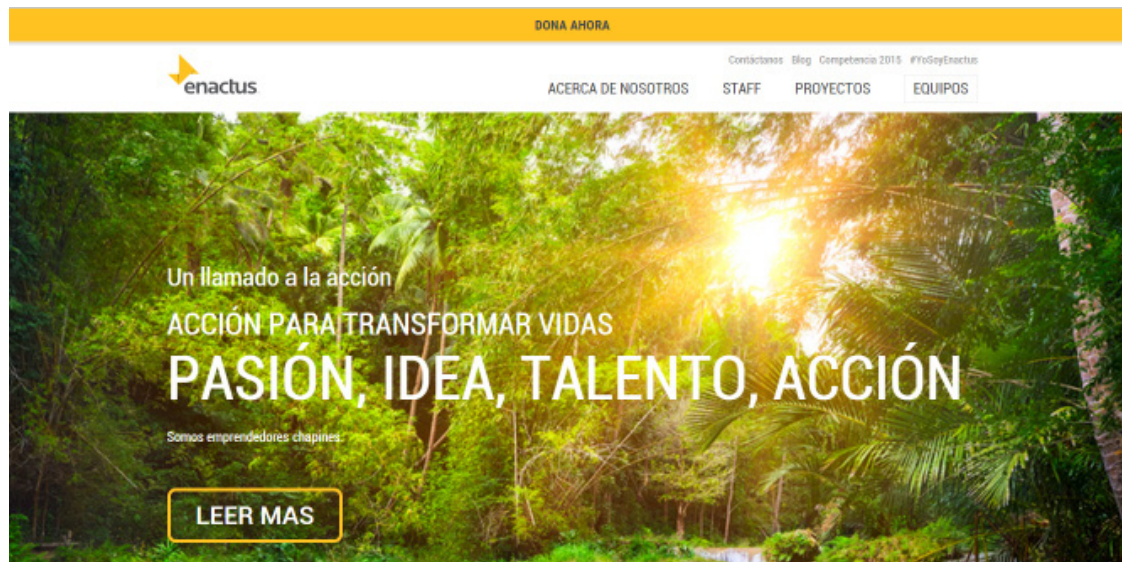 DONA AHORA
enactus
Contáctanos Blog Competencia 2015 #YoSoyEnactus
ACERCA DE NOSOTROS STAFF PROYECTOS EQUIPOS
Un llamado a la acción
ACCIÓN PARA TRANSFORMAR VIDAS
PASIÓN, IDEA, TALENTO, ACCIÓN
Somos emprendedores chapines
LEER MAS